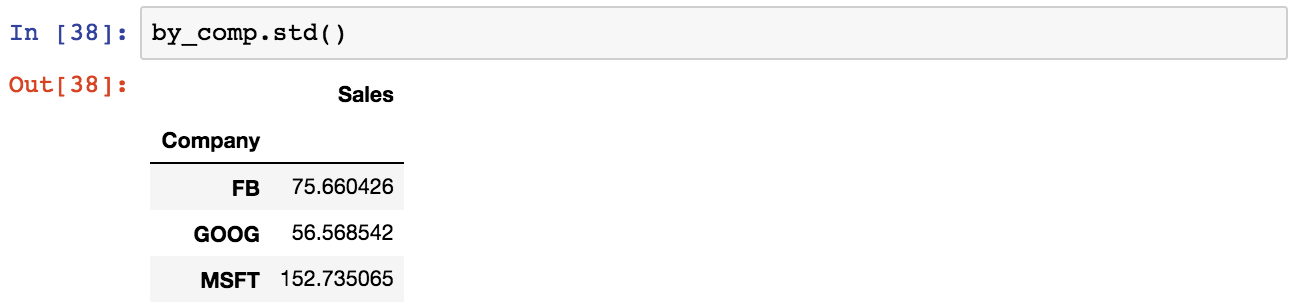 In [38]: by_comp.std()
Out[38]:
Sales
Company
FB 75.660426
GOOG 56.568542
MSFT 152.735065